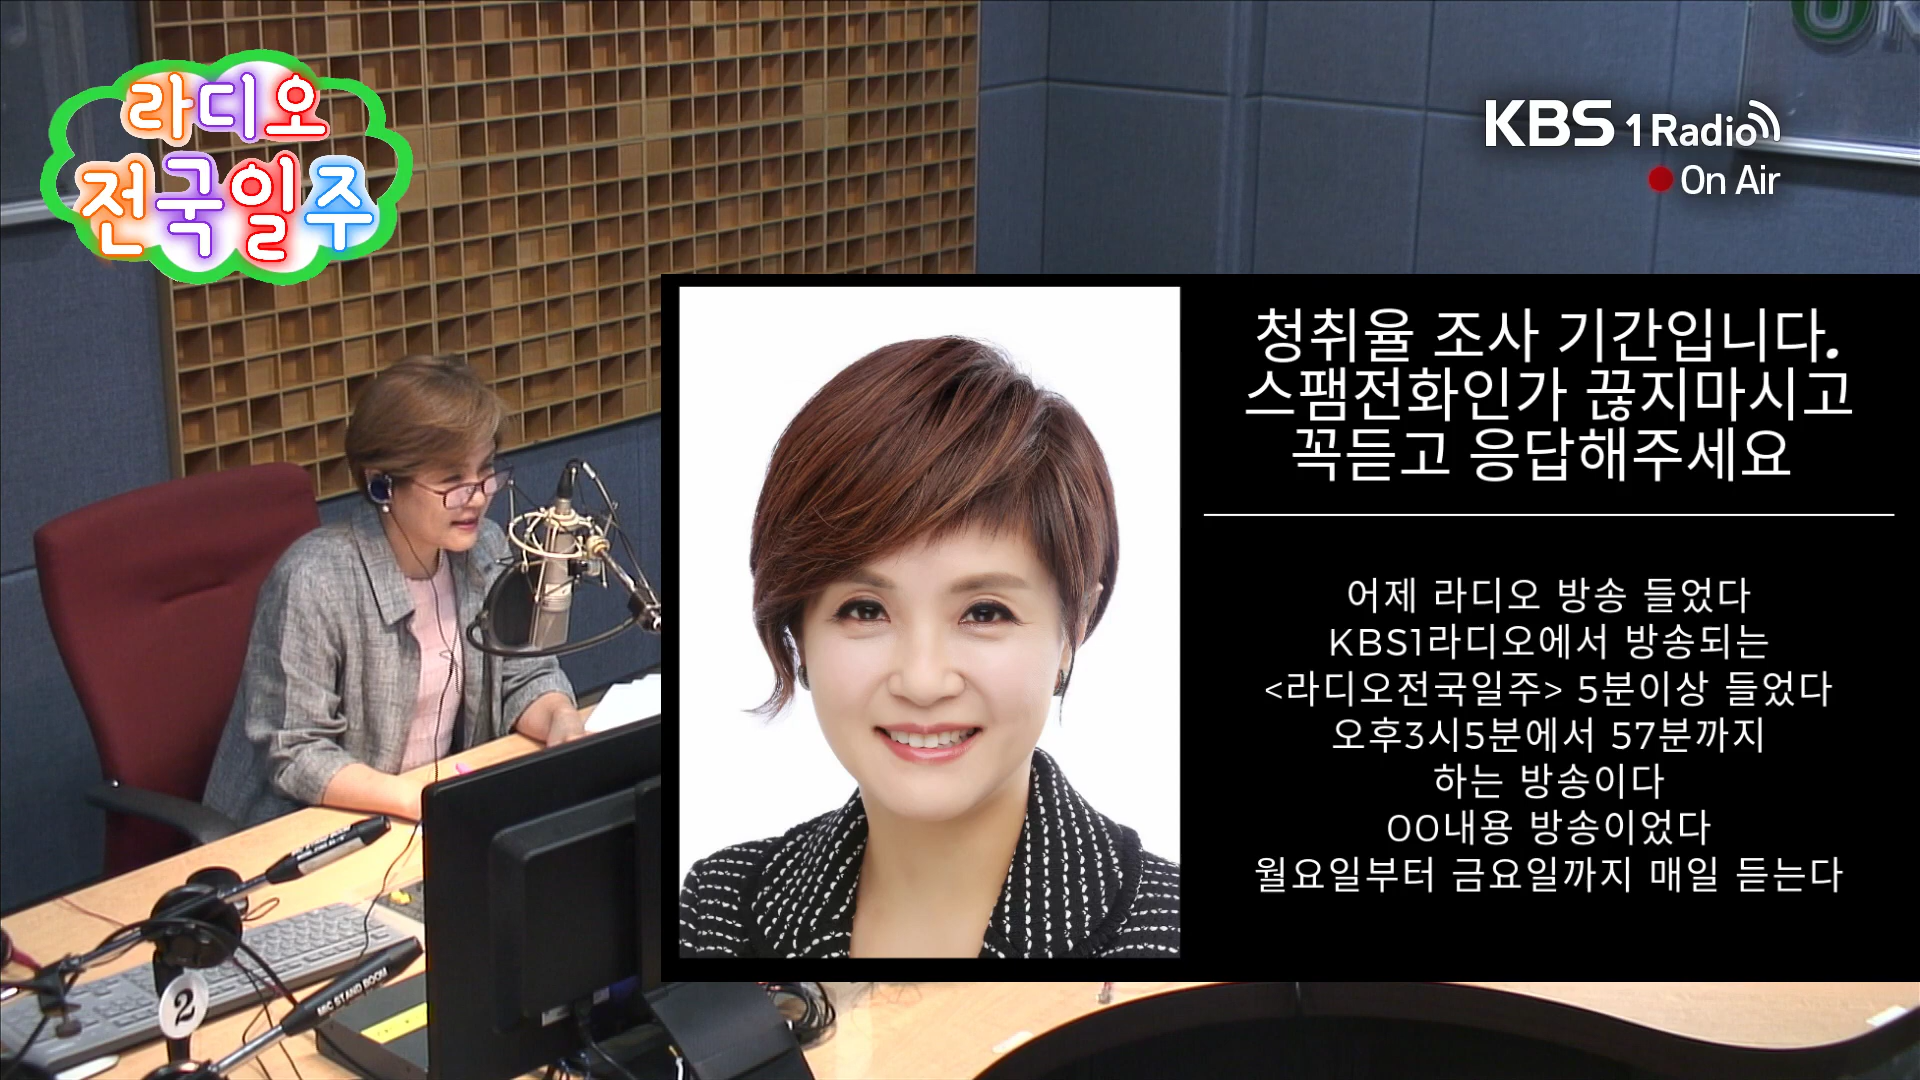 라디오
전국일주
KBS 1Radio
On Air
청취율 조사 기간입니다.
스팸전화인가 끊지마시고
꼭듣고 응답해주세요
어제 라디오 방송 들었다
KBS1라디오에서 방송되는
<라디오전국일주> 5분이상 들었다
오후3시5분에서 57분까지
하는 방송이다
OO내용 방송이었다
월요일부터 금요일까지 매일 듣는다
MIC STAND BOOM
2